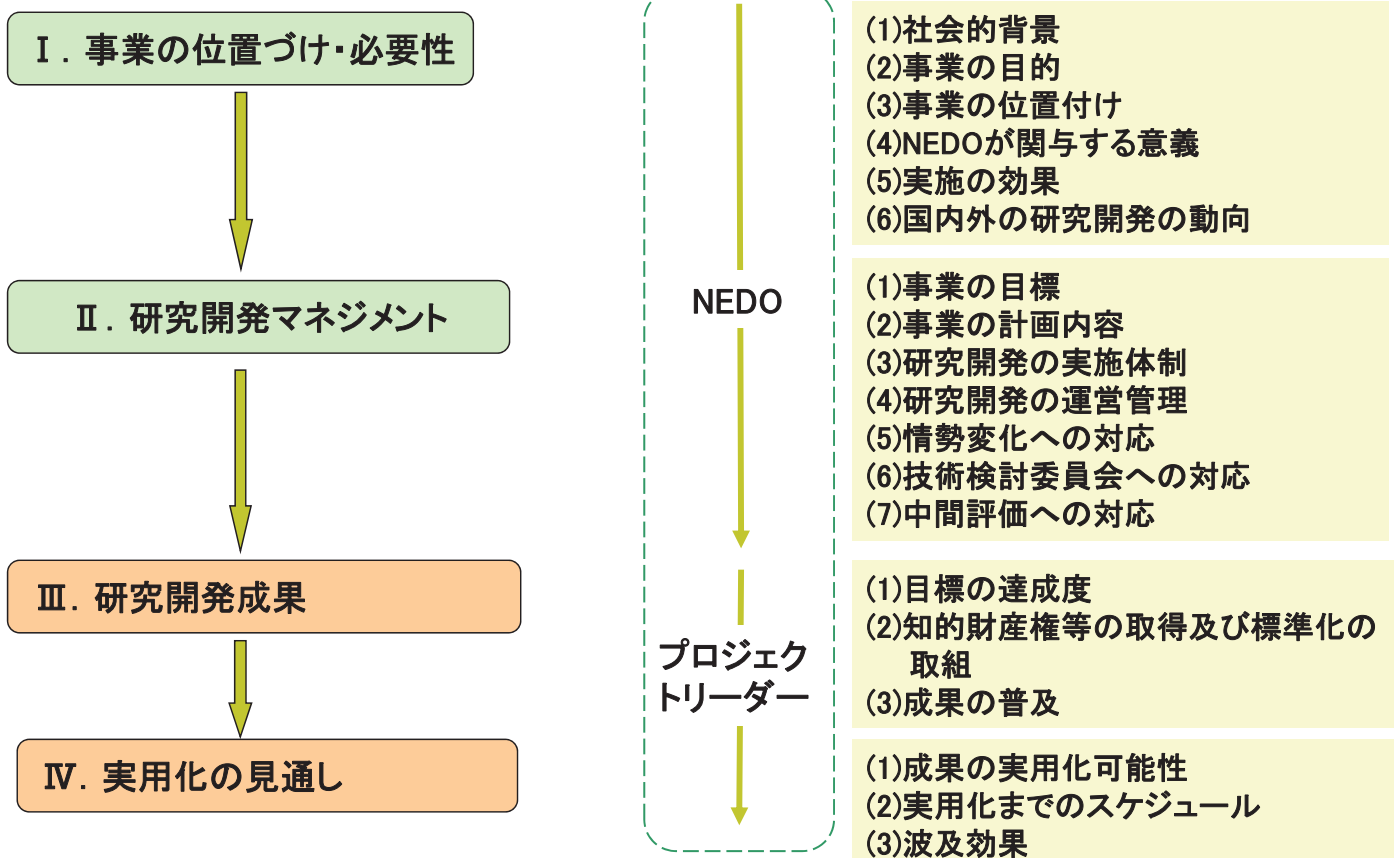 Ⅰ. 事業の位置づけ・必要性
(1)社会的背景
(2)事業の目的
(3)事業の位置付け
(4)NEDOが関与する意義
(5)実施の効果
(6)国内外の研究開発の動向
Ⅱ. 研究開発マネジメント
NEDO
(1)事業の目標
(2)事業の計画内容
(3)研究開発の実施体制
(4)研究開発の運営管理
(5)情勢変化への対応
(6)技術検討委員会への対応
(7)中間評価への対応
Ⅲ. 研究開発成果
プロジェク
トリーダー
(1)目標の達成度
(2)知的財産権等の取得及び標準化の
取組
(3)成果の普及
Ⅳ. 実用化の見通し
(1)成果の実用化可能性
(2)実用化までのスケジュール
(3)波及効果